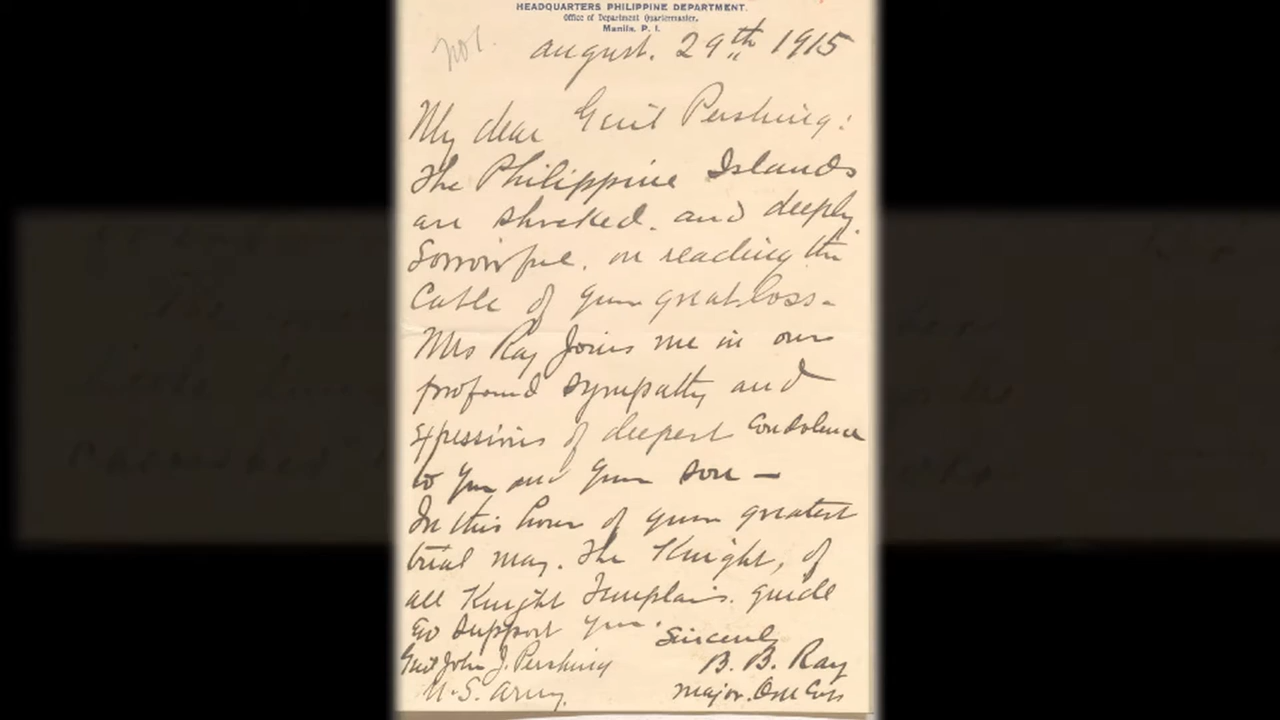 HEADQUARTERS PHILIPPINE DEPARTMENT.
Office of Department Quartermaster,
Manila, P. I.
august. 29th 1915
My dear Genl Pershing:
The Philippine Islands
are shocked. and deeply
Sorrowful. on reading the
Cable of your great loss-
Mrs Ray Joins me in our
profound sympathy and
Expressions of deepest Condolence
to you and your son —
In this hour of your greatest
trial may. The Knight, of
all Knight Templars. guide
and support you.
Sincerely
Genl John J. Pershing
B. B. Ray
U.S. Army.
Major. QM Corps